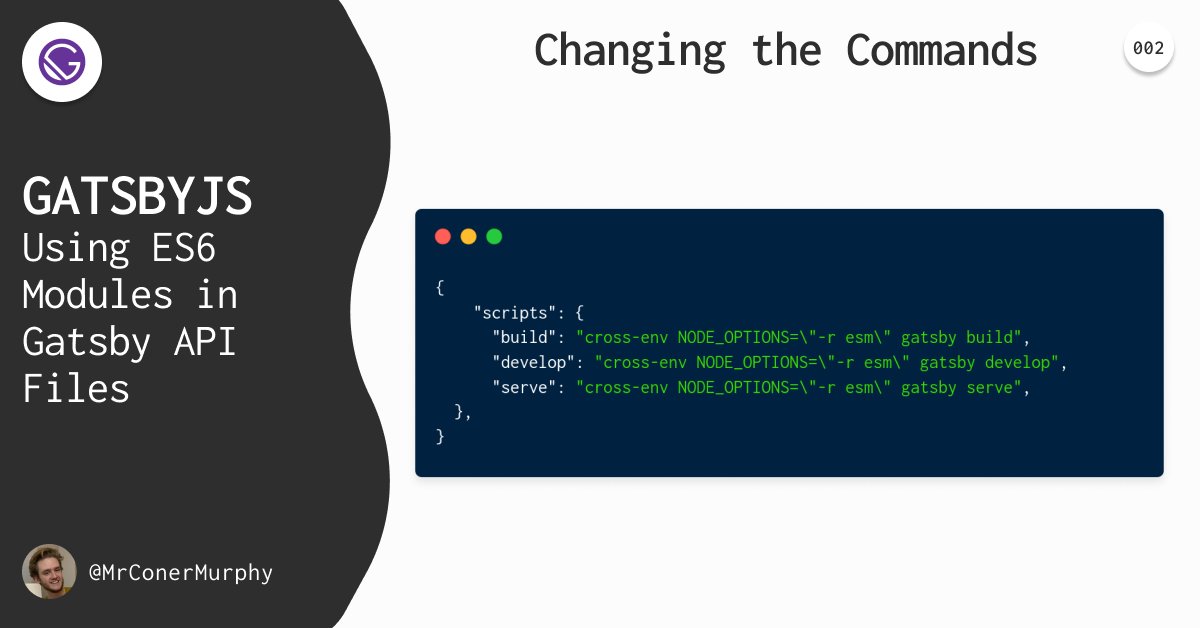 GATSBYJS
Using ES6
Modules in
Gatsby API
Files
@MrConerMurphy
Changing the Commands
002
{
    "scripts": {
      "build": "cross-env NODE_OPTIONS=\"-r esm\" gatsby build",
      "develop": "cross-env NODE_OPTIONS=\"-r esm\" gatsby develop",
      "serve": "cross-env NODE_OPTIONS=\"-r esm\" gatsby serve",
  },
}